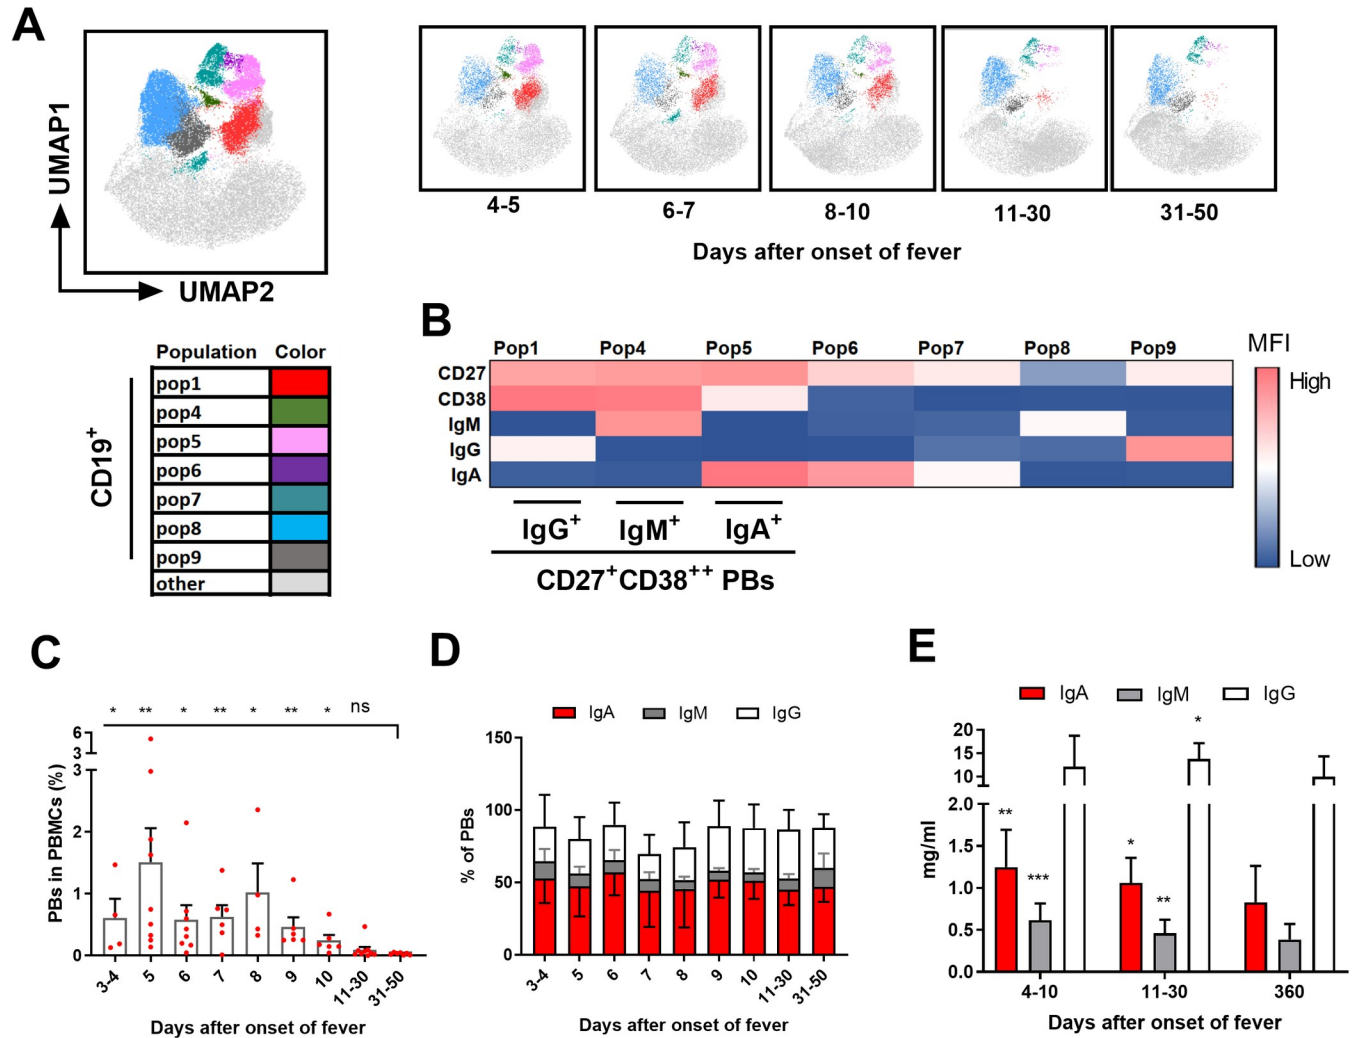 A
UMAP1
UMAP2
4-5
6-7
8-10
11-30
31-50
Days after onset of fever
Population Color
pop1
pop4
pop5
pop6
pop7
pop8
pop9
other
CD19+
B
Pop1 Pop4 Pop5 Pop6 Pop7 Pop8 Pop9
CD27
CD38
IgM
IgG
IgA
MFI
High
Low
IgG+ IgM+ IgA+
CD27+CD38++ PBs
C
* ** * ** * ** * ns
PBs in PBMCs (%)
6
3
3
2
1
0
3-4 5 6 7 8 9 10 11-30 31-50
Days after onset of fever
D
IgA IgM IgG
% of PBs
150
100
50
0
3-4 5 6 7 8 9 10 11-30 31-50
Days after onset of fever
E
IgA IgM IgG
mg/ml
20
15
10
2.0
1.5
1.0
0.5
0.0
** *** * ** *
4-10 11-30 360
Days after onset of fever